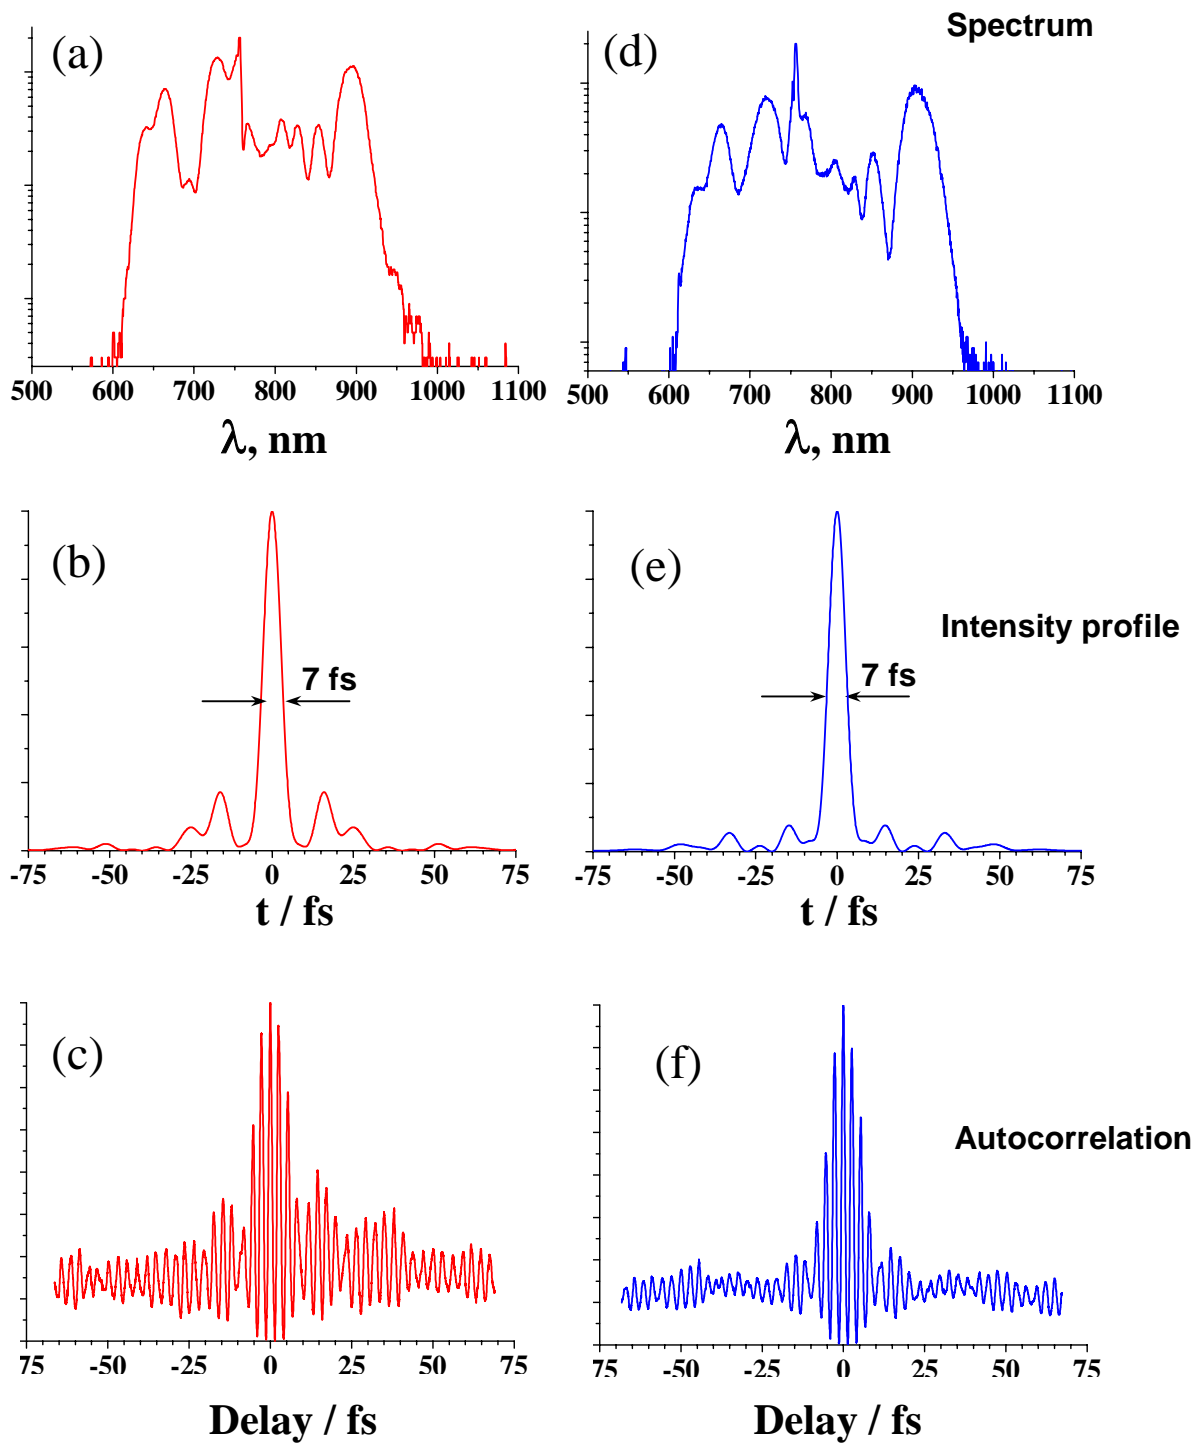 Spectrum
(a)
(d)
500 600 700 800 900 1000 1100
500 600 700 800 900 1000 1100
λ, nm
λ, nm
(b)
(e)
Intensity profile
7 fs
7 fs
-75 -50 -25 0 25 50 75
-75 -50 -25 0 25 50 75
t / fs
t / fs
(c)
(f)
Autocorrelation
75 -50 -25 0 25 50 75
75 -50 -25 0 25 50 75
Delay / fs
Delay / fs